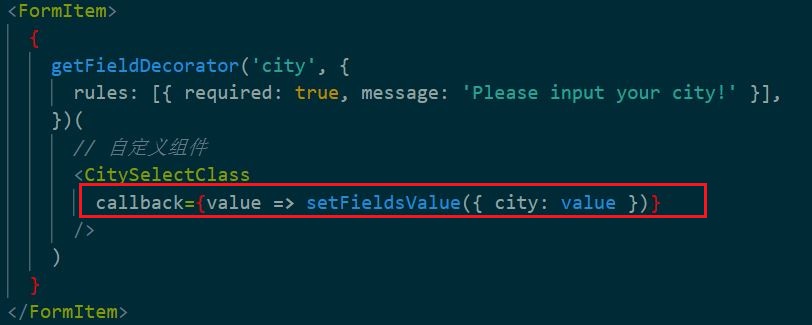 <FormItem>
{
getFieldDecorator('city', {
rules: [{ required: true, message: 'Please input your city!' }],
})(
// 自定义组件
<CitySelectClass
callback={value => setFieldsValue({ city: value })}
/>
)
}
</FormItem>